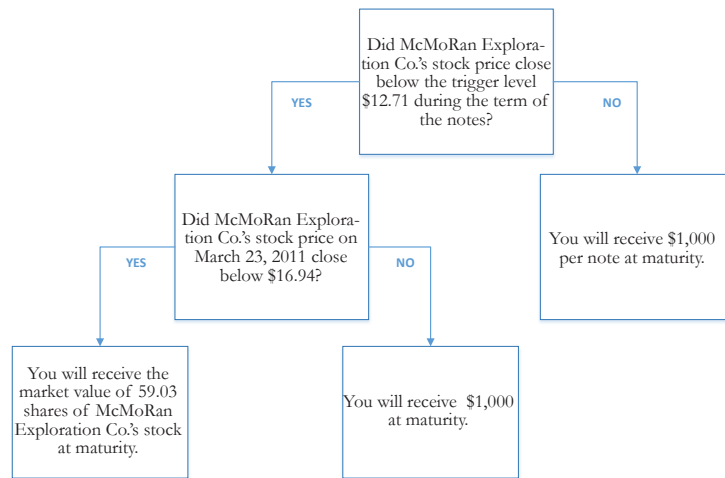 Did McMoRan Explora-
tion Co.'s stock price close
below the trigger level
$12.71 during the term of
the notes?
YES
NO
Did McMoRan Explora-
tion Co.'s stock price on
March 23, 2011 close
below $16.94?
You will receive $1,000
per note at maturity.
YES
NO
You will receive the
market value of 59.03
shares of McMoRan
Exploration Co.'s stock
at maturity.
You will receive $1,000
at maturity.